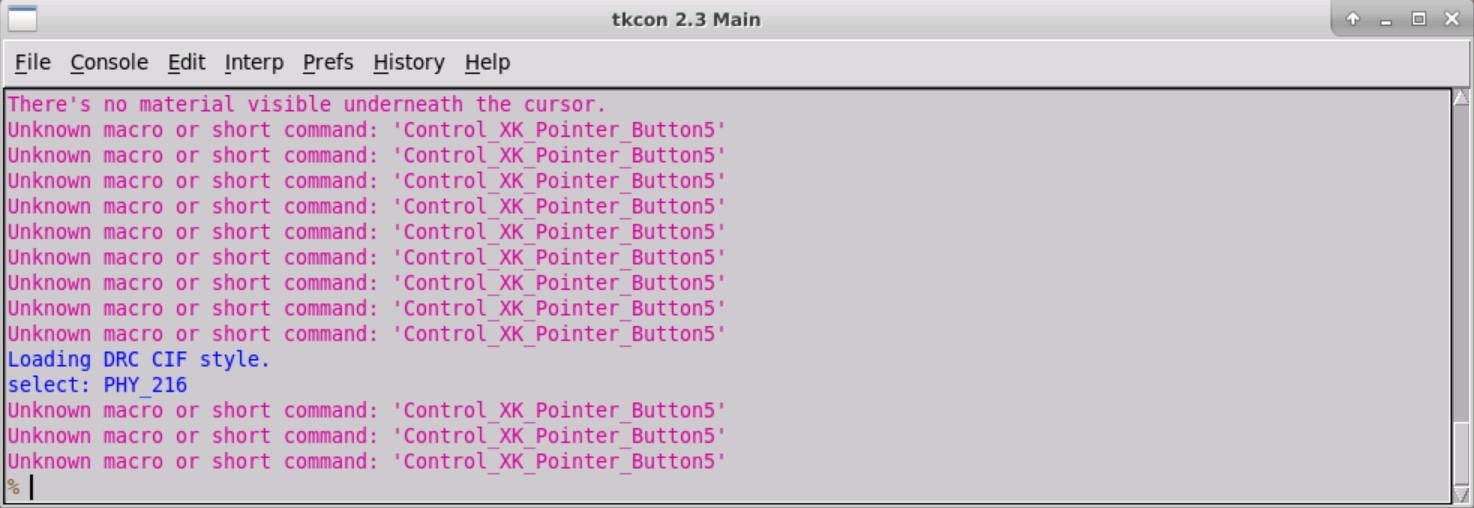 tkcon 2.3 Main
File Console Edit Interp Prefs History Help
There's no material visible underneath the cursor.
Unknown macro or short command: 'Control_XK_Pointer_Button5'
Unknown macro or short command: 'Control_XK_Pointer_Button5'
Unknown macro or short command: 'Control_XK_Pointer_Button5'
Unknown macro or short command: 'Control_XK_Pointer_Button5'
Unknown macro or short command: 'Control_XK_Pointer_Button5'
Unknown macro or short command: 'Control_XK_Pointer_Button5'
Unknown macro or short command: 'Control_XK_Pointer_Button5'
Unknown macro or short command: 'Control_XK_Pointer_Button5'
Unknown macro or short command: 'Control_XK_Pointer_Button5'
Loading DRC CIF style.
select: PHY_216
Unknown macro or short command: 'Control_XK_Pointer_Button5'
Unknown macro or short command: 'Control_XK_Pointer_Button5'
Unknown macro or short command: 'Control_XK_Pointer_Button5'
%